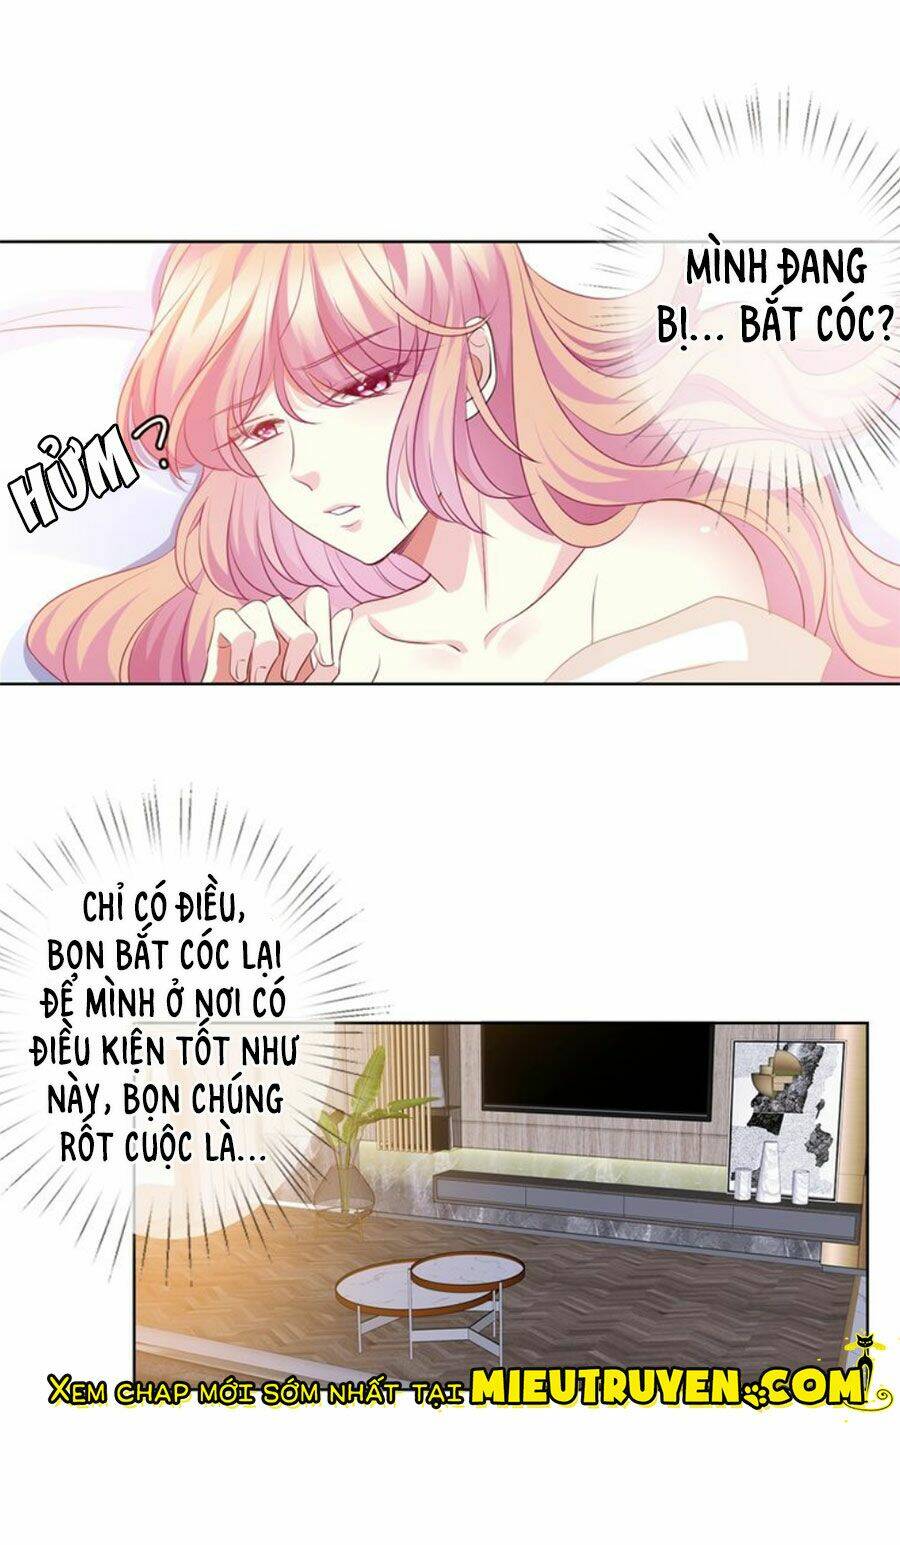 MÌNH ĐANG
BỊ... BẮT CÓC?
HỬM?
CHỈ CÓ ĐIỀU,
BỌN BẮT CÓC LẠI
ĐỂ MÌNH Ở NƠI CÓ
ĐIỀU KIỆN TỐT NHƯ
NÀY, BỌN CHÚNG
RỐT CUỘC LÀ...
XEM CHAP MỚI SỚM NHẤT TẠI MIEUTRUYEN.COM